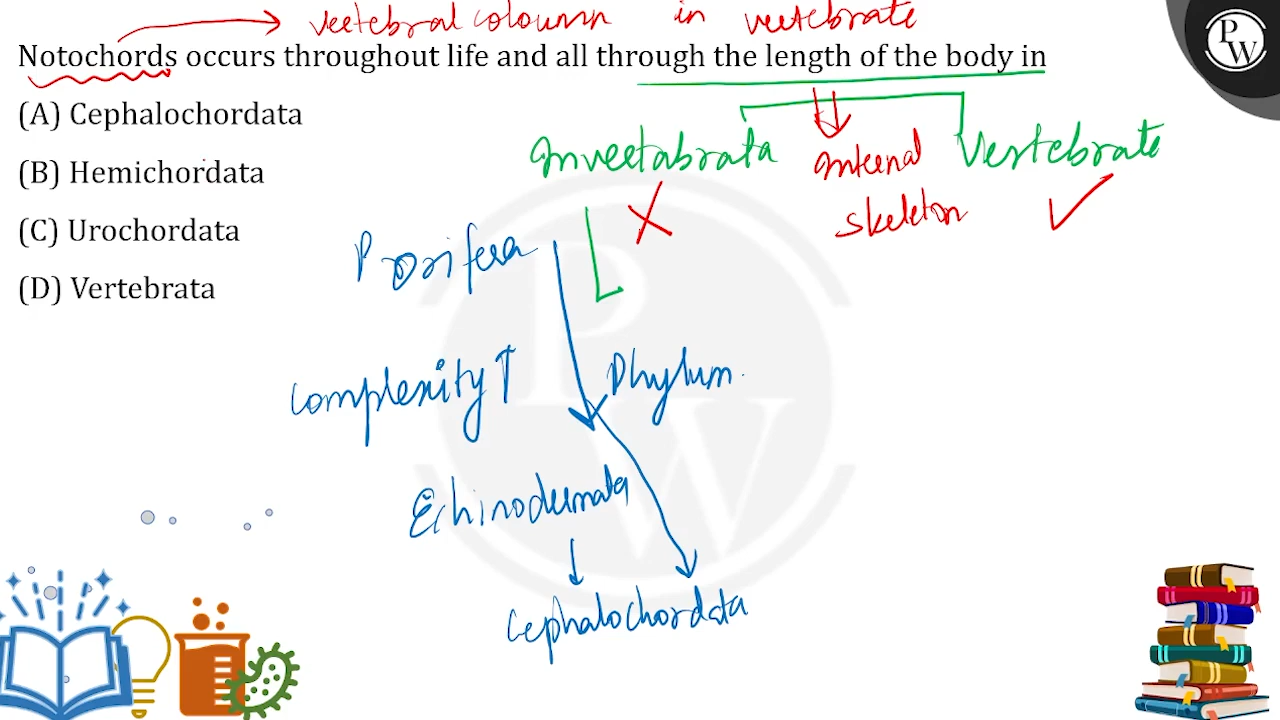 veetebral coloumn in veetebrate
Notochords occurs throughout life and all through the length of the body in
(A) Cephalochordata
(B) Hemichordata
(C) Urochordata
(D) Vertebrata
Inveetabrata
Internal
skeleton
Vertebrate
Porifera
complexity ↑
Phylum.
Echinodermata
Cephalochordata
P
W
PW